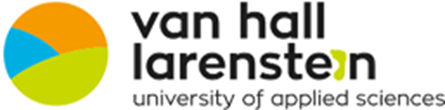 van hall
larenstein
university of applied sciences